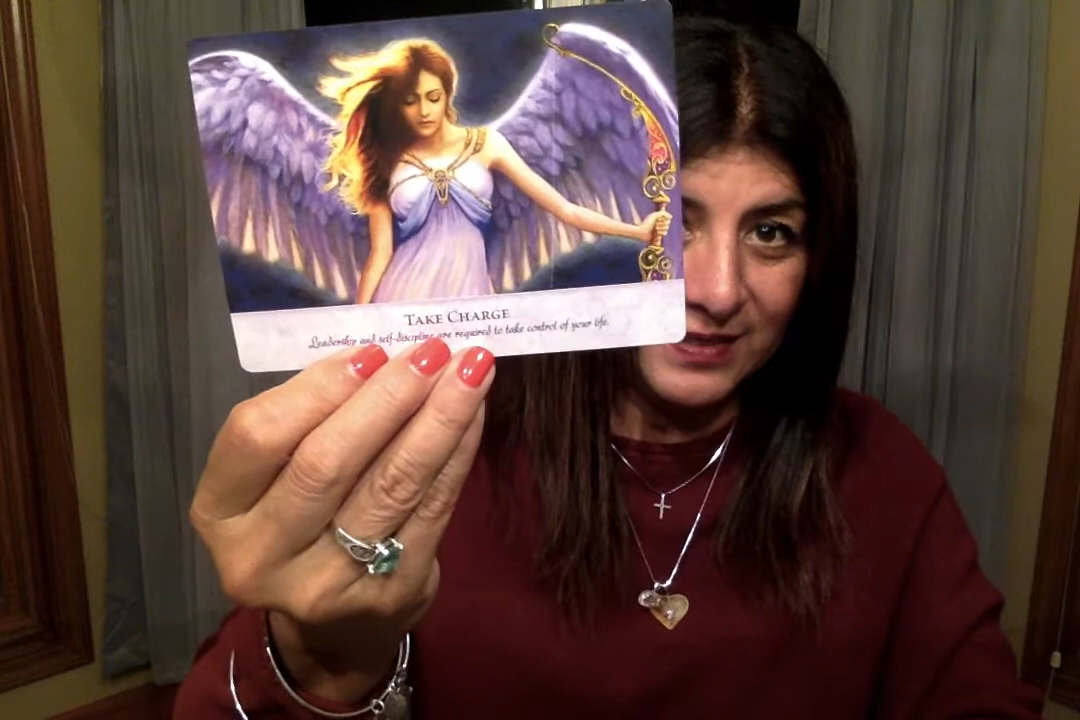 TAKE CHARGE
Leadership and self-discipline are required to take control of your life.